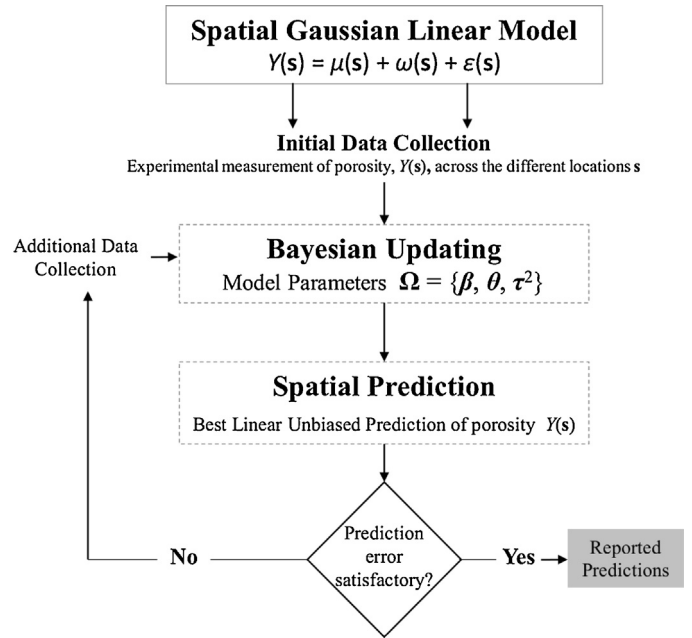 Spatial Gaussian Linear Model
Y(s) = μ(s) + ω(s) + ε(s)
Initial Data Collection
Experimental measurement of porosity, Y(s), across the different locations s
Additional Data
Collection
Bayesian Updating
Model Parameters Ω = {β, θ, τ²}
Spatial Prediction
Best Linear Unbiased Prediction of porosity Y(s)
Prediction
error
satisfactory?
No
Yes
Reported
Predictions